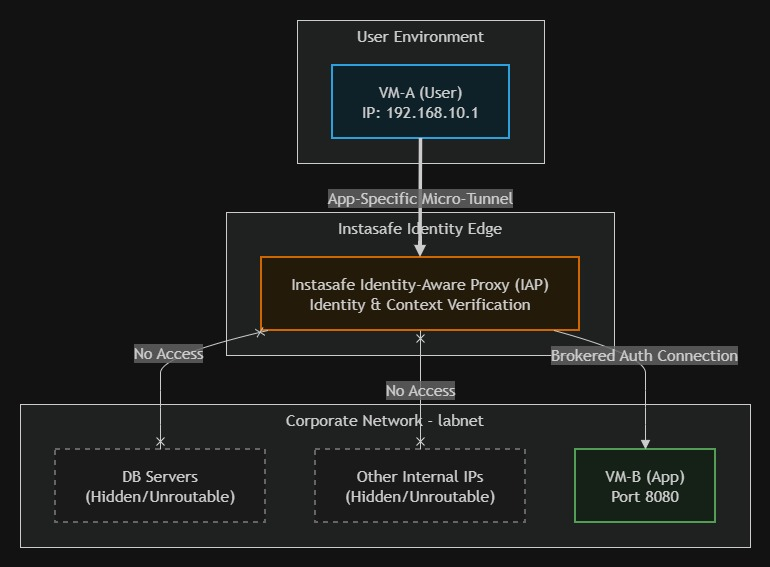 User Environment
VM-A (User)
IP: 192.168.10.1
App-Specific Micro-Tunnel
Instasafe Identity Edge
Instasafe Identity-Aware Proxy (IAP)
Identity & Context Verification
No Access
Brokered Auth Connection
No Access
Corporate Network - labnet
DB Servers
(Hidden/Unroutable)
Other Internal IPs
(Hidden/Unroutable)
VM-B (App)
Port 8080